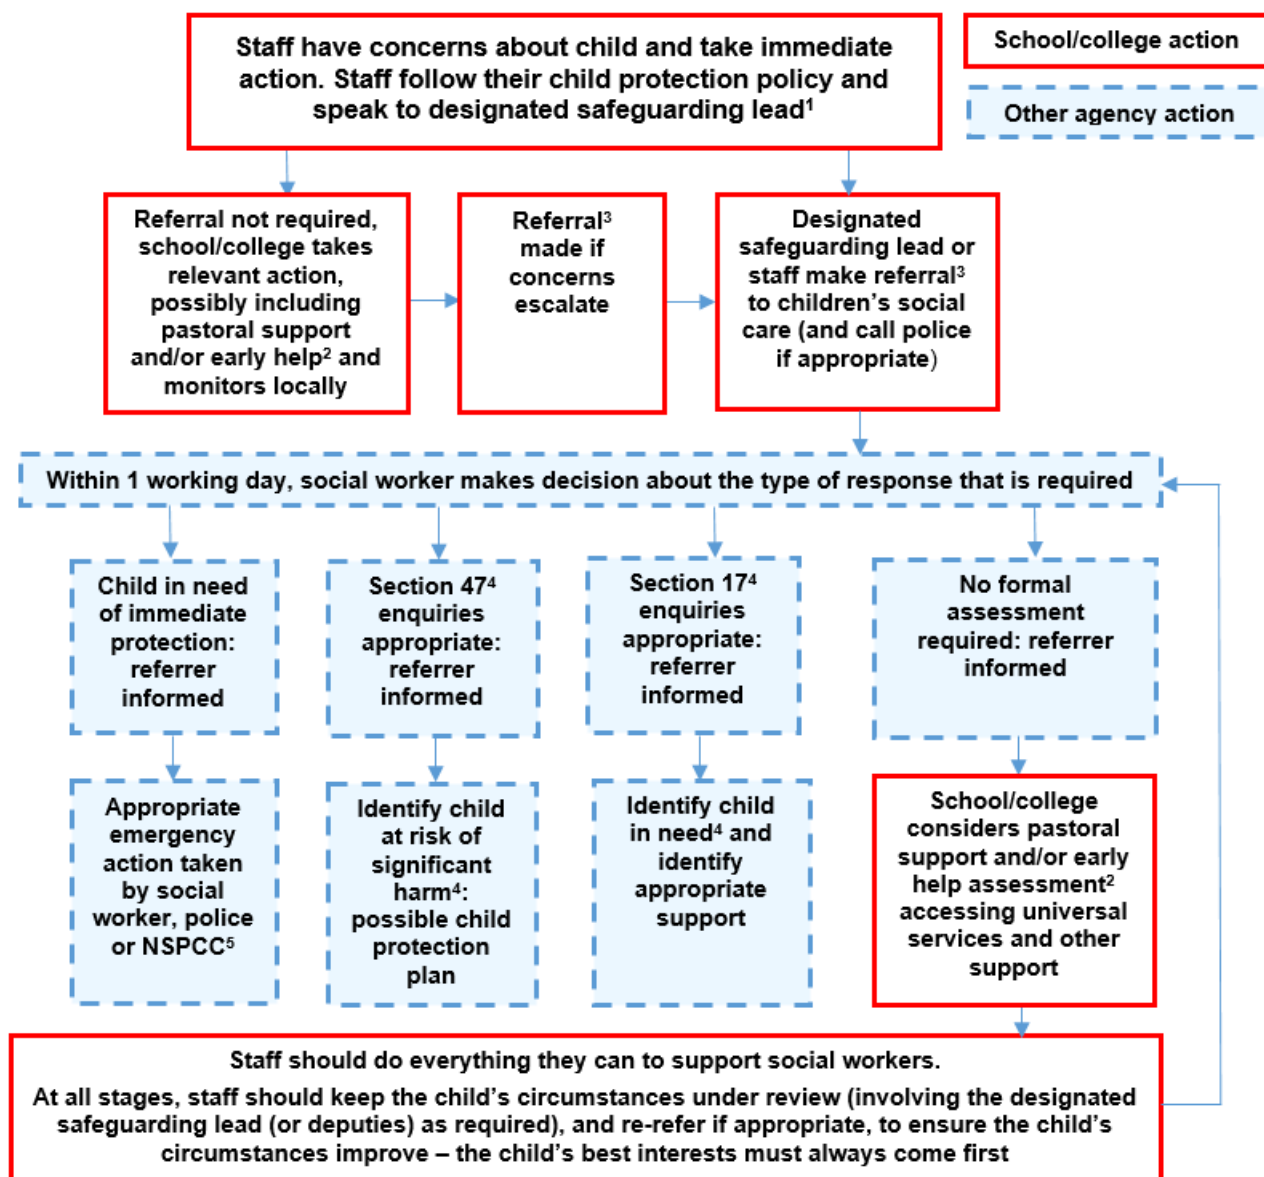 Staff have concerns about child and take immediate
action. Staff follow their child protection policy and
speak to designated safeguarding lead¹
School/college action
Other agency action
Referral not required,
school/college takes
relevant action,
possibly including
pastoral support
and/or early help² and
monitors locally
Referral³
made if
concerns
escalate
Designated
safeguarding lead or
staff make referral³
to children’s social
care (and call police
if appropriate)
Within 1 working day, social worker makes decision about the type of response that is required
Child in need
of immediate
protection:
referrer
informed
Section 47⁴
enquiries
appropriate:
referrer
informed
Section 17⁴
enquiries
appropriate:
referrer
informed
No formal
assessment
required: referrer
informed
Appropriate
emergency
action taken
by social
worker, police
or NSPCC⁵
Identify child
at risk of
significant
harm⁴:
possible child
protection
plan
Identify child
in need⁴ and
identify
appropriate
support
School/college
considers pastoral
support and/or early
help assessment²
accessing universal
services and other
support
Staff should do everything they can to support social workers.
At all stages, staff should keep the child’s circumstances under review (involving the designated
safeguarding lead (or deputies) as required), and re-refer if appropriate, to ensure the child’s
circumstances improve – the child’s best interests must always come first